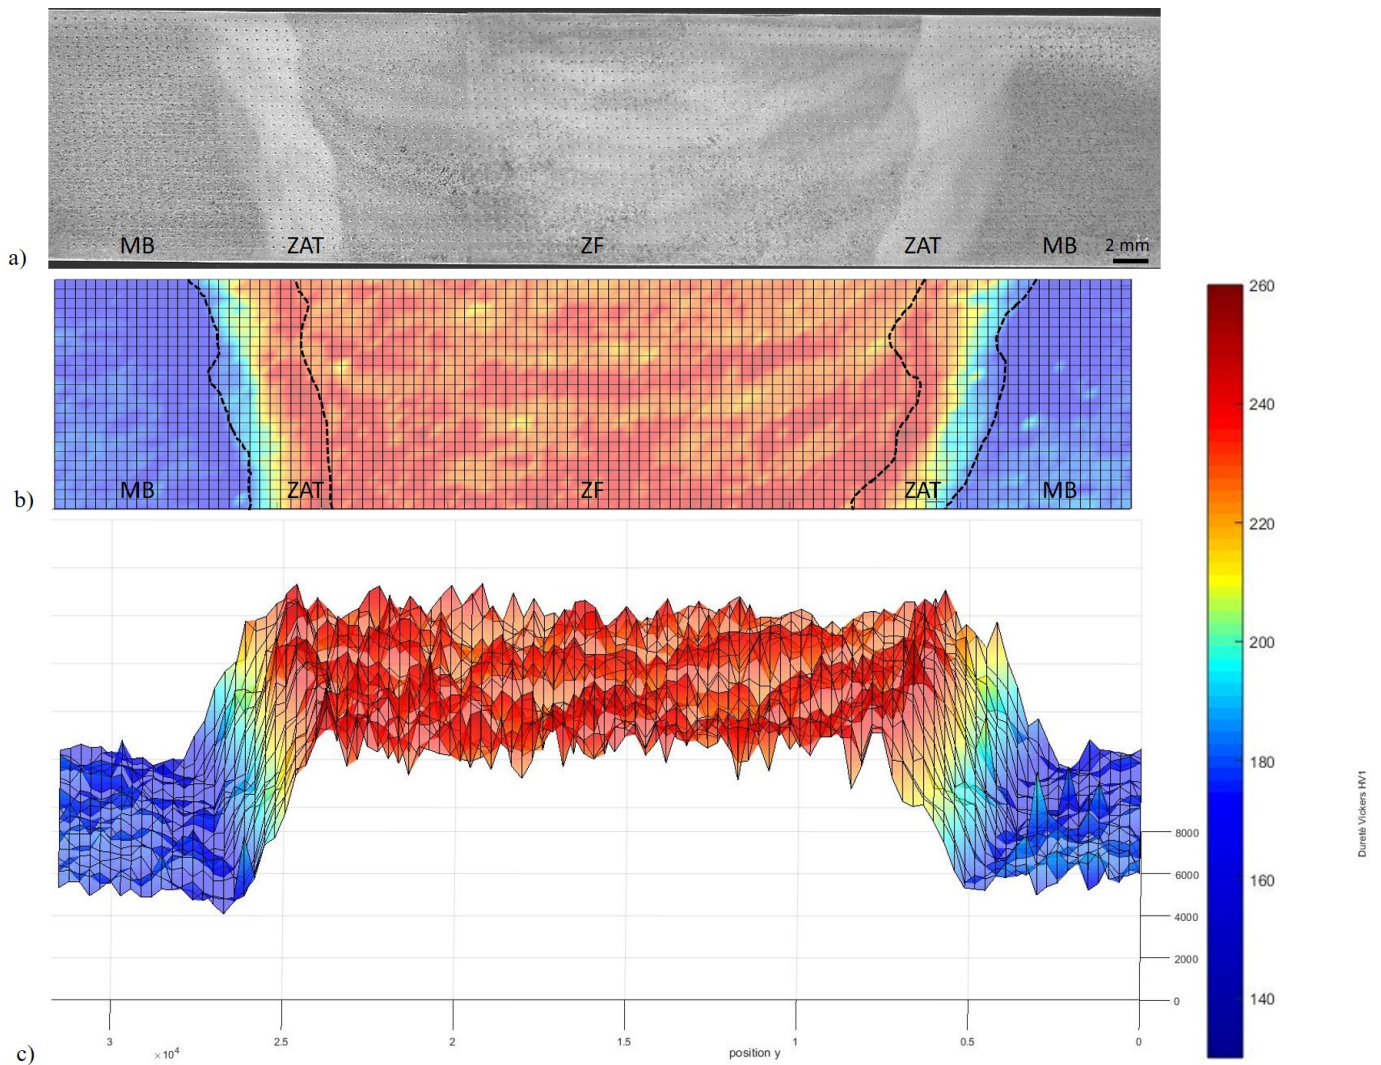 MB ZAT ZF ZAT MB 2 mm
a)
MB ZAT ZF ZAT MB
b)
260
240
220
200
180
160
140
Dureté Vickers HV1
8000
6000
4000
2000
0
3 2.5 2 1.5 1 0.5 0
×10⁴ position y
c)